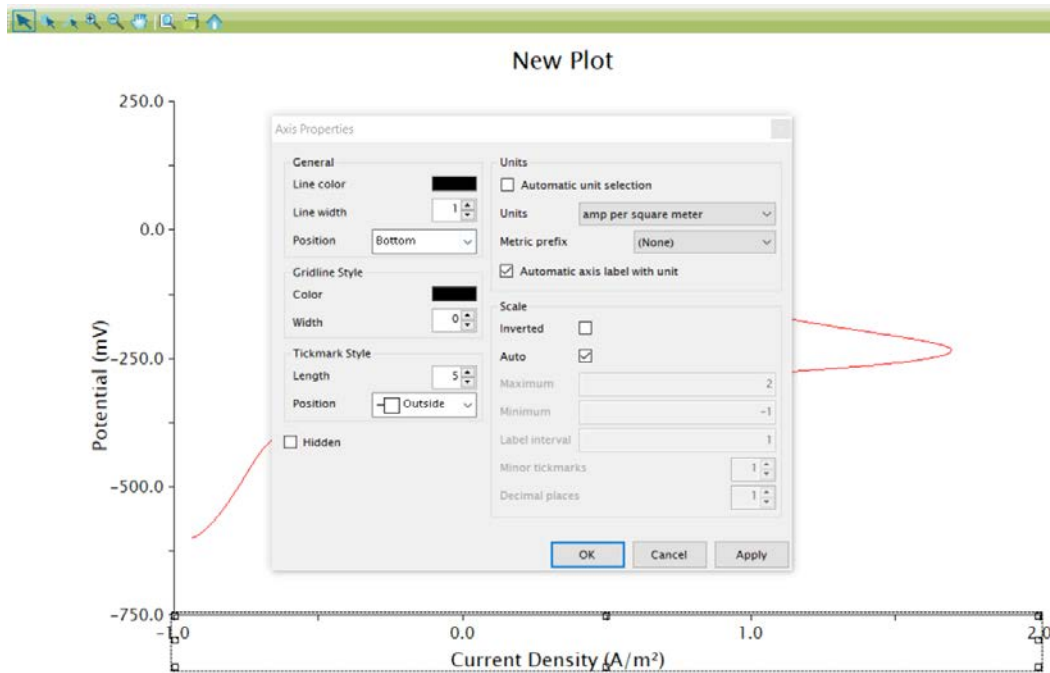 New Plot
250.0
0.0
-250.0
-500.0
-750.0
Potential (mV)
Axis Properties
General
Line color
Line width 1
Position Bottom
Gridline Style
Color
Width 0
Tickmark Style
Length 5
Position Outside
Hidden
Units
Automatic unit selection
Units amp per square meter
Metric prefix (None)
Automatic axis label with unit
Scale
Inverted
Auto
Maximum 2
Minimum -1
Label interval 1
Minor tickmarks 1
Decimal places 1
OK Cancel Apply
-1.0 0.0 1.0 2.0
Current Density (A/m²)